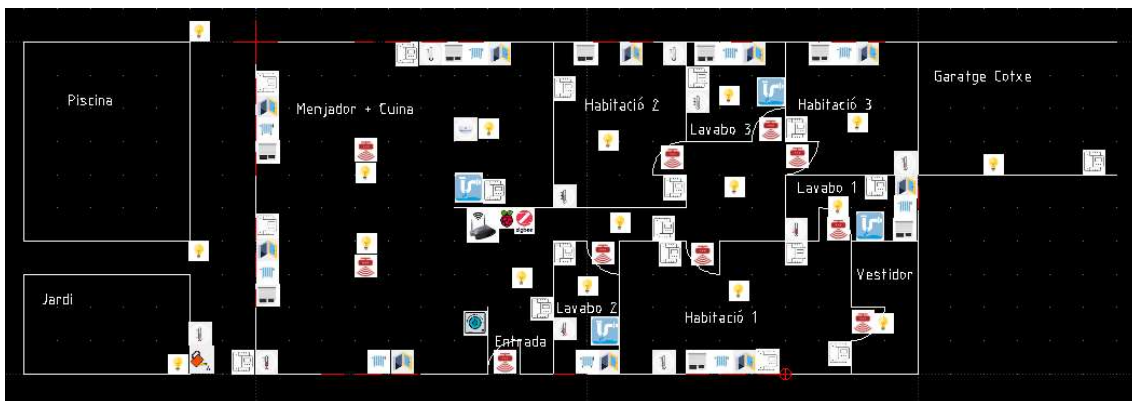 Piscina
Menjador + Cuina
Habitació 2
Lavabo 3
Habitació 3
Garatge Cotxe
Lavabo 1
zigbee
Vestidor
Jardi
Lavabo 2
Habitació 1
Entrada